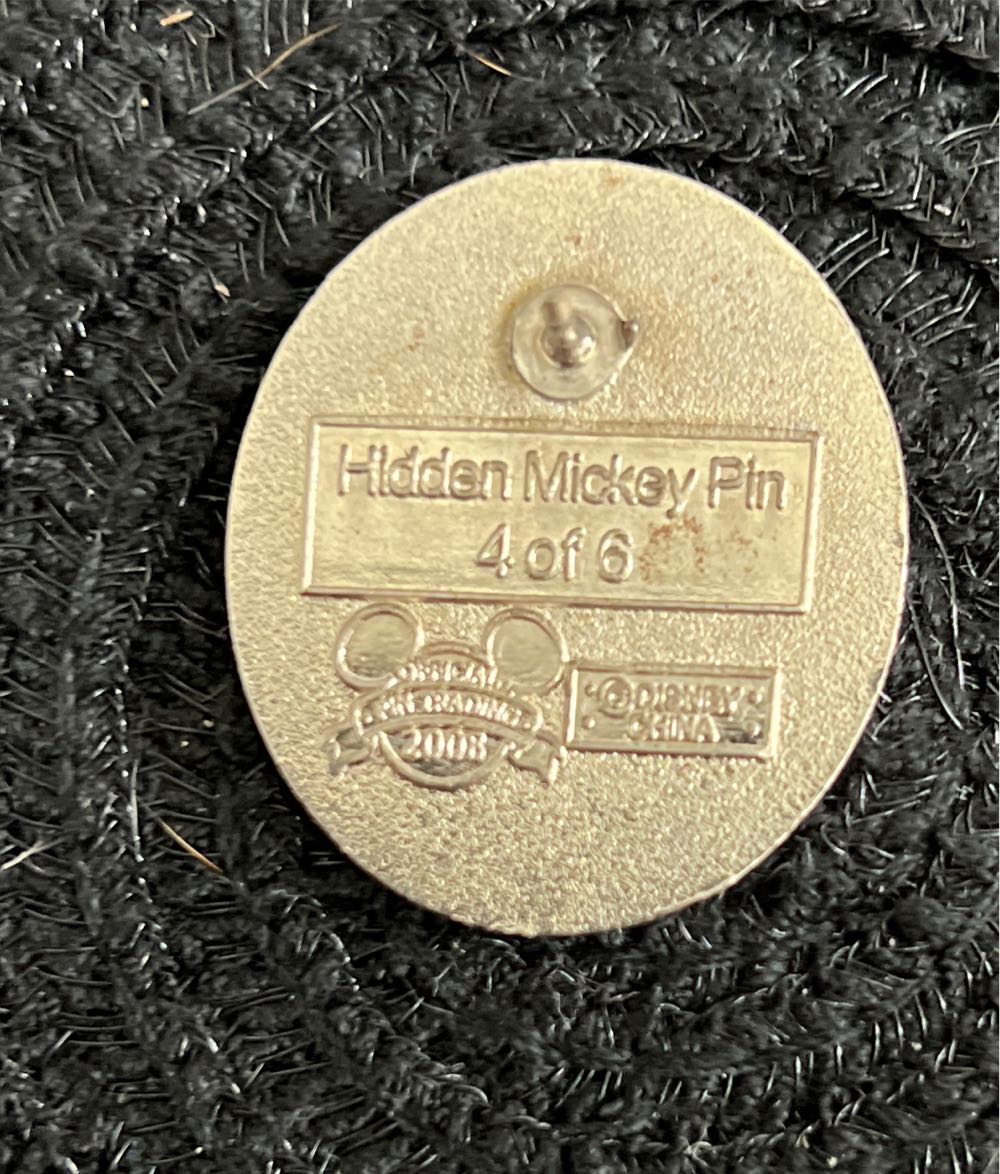 Hidden Mickey Pin
4 of 6
OFFICIAL
PIN TRADING
2008
©DISNEY
CHINA